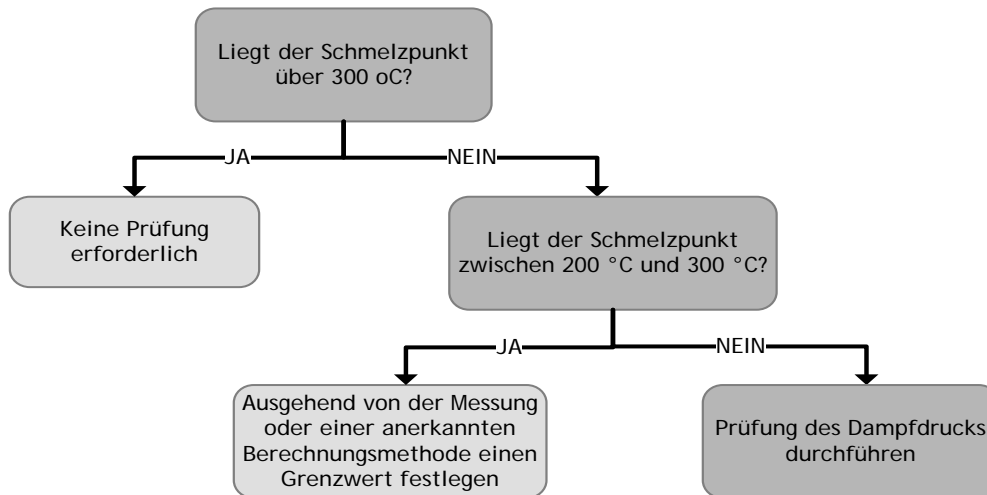 Liegt der Schmelzpunkt
über 300 oC?
JA
NEIN
Keine Prüfung
erforderlich
Liegt der Schmelzpunkt
zwischen 200 °C und 300 °C?
JA
NEIN
Ausgehend von der Messung
oder einer anerkannten
Berechnungsmethode einen
Grenzwert festlegen
Prüfung des Dampfdrucks
durchführen